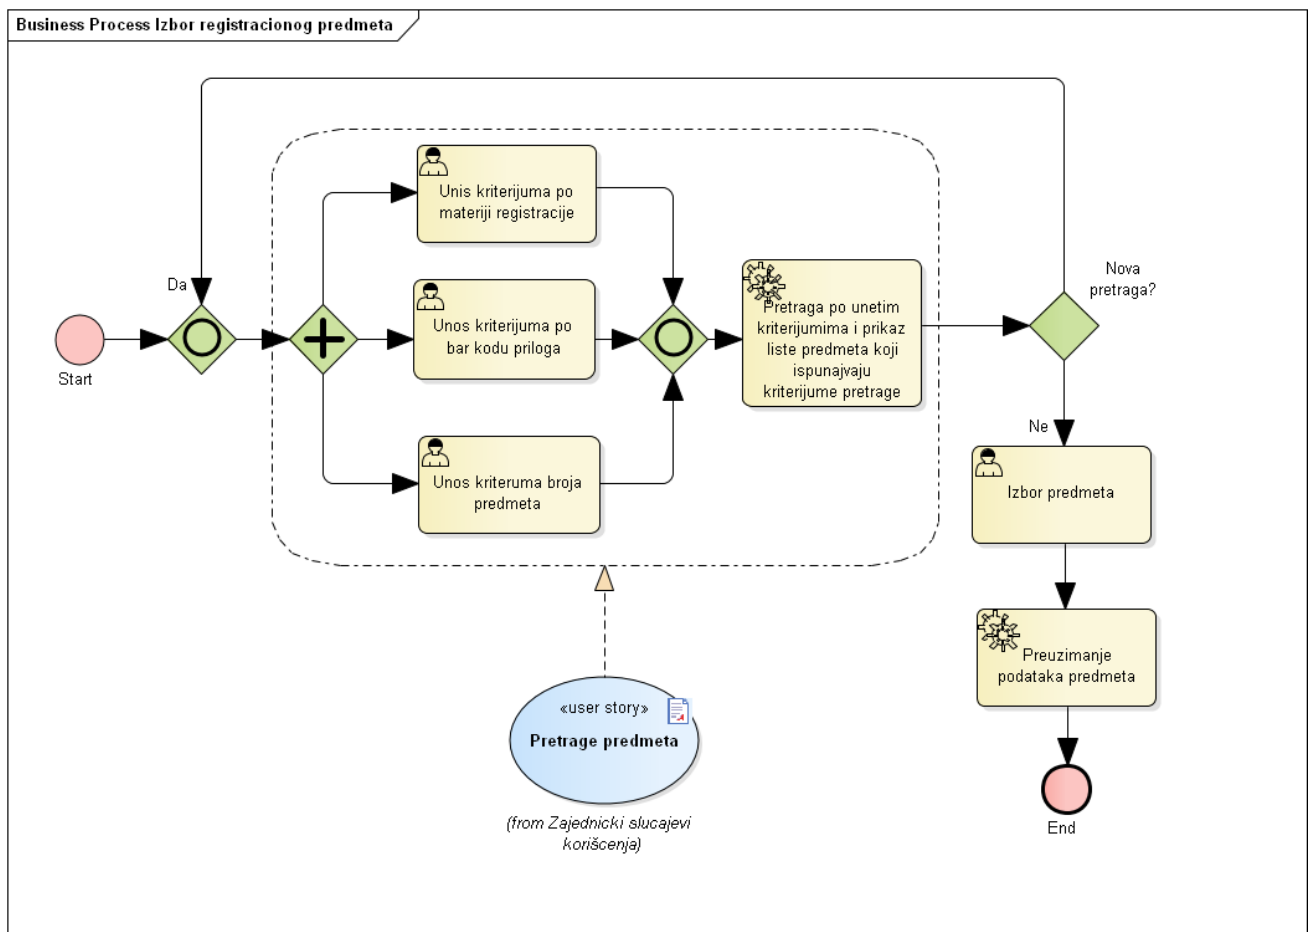 Business Process Izbor registracionog predmeta
Unis kriterijuma po
materiji registracije
Da
Nova
pretraga?
Unos kriterijuma po
bar kodu priloga
Pretraga po unetim
kriterijumima i prikaz
liste predmeta koji
ispunajvaju
kriterijume pretrage
Start
Ne
Unos kriteruma broja
predmeta
Izbor predmeta
Preuzimanje
podataka predmeta
«user story»
Pretrage predmeta
(from Zajednicki slucajevi
korišcenja)
End